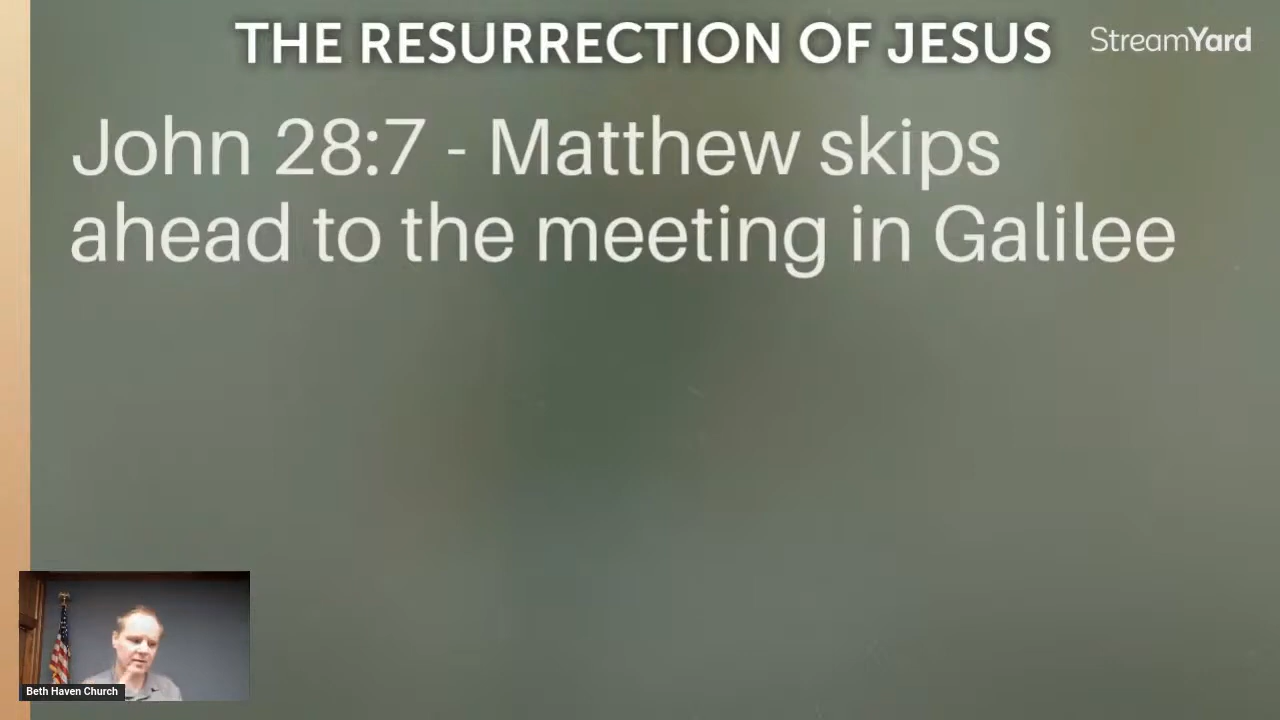 THE RESURRECTION OF JESUS
StreamYard
John 28:7 - Matthew skips
ahead to the meeting in Galilee
Beth Haven Church